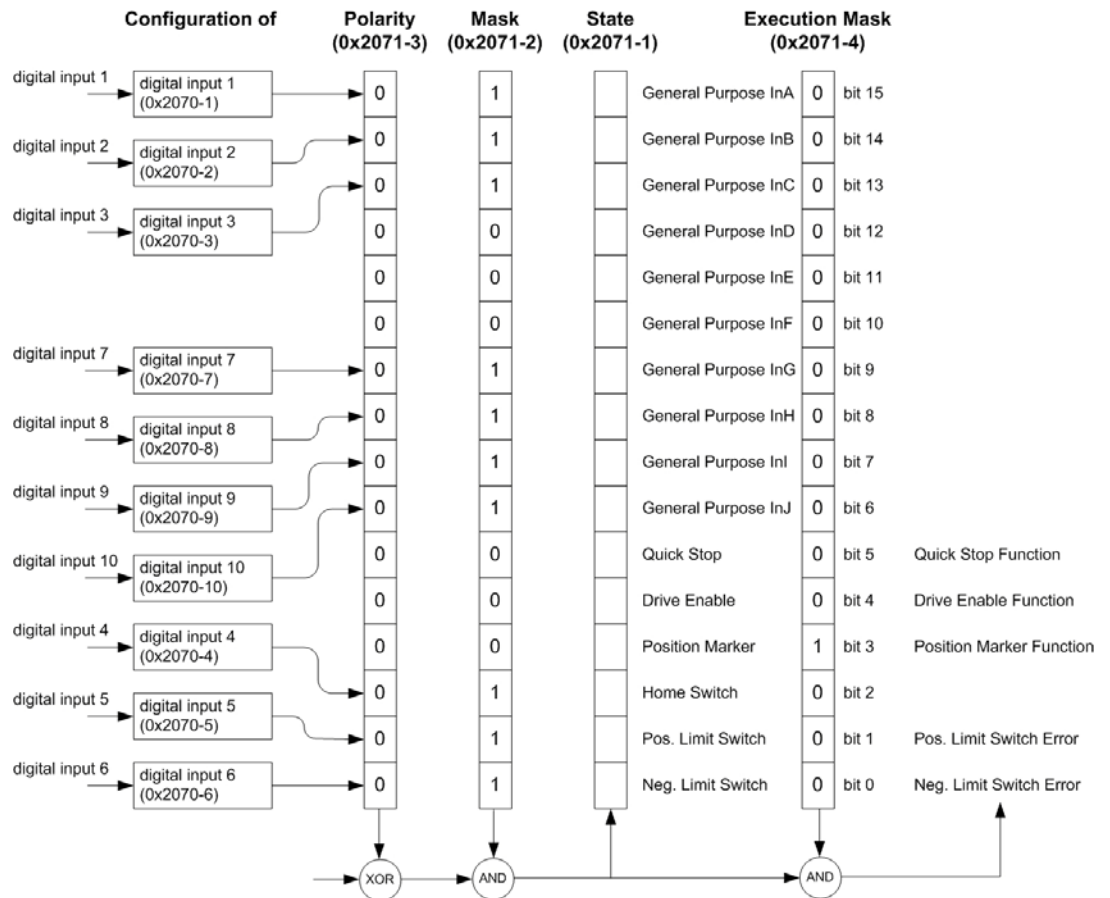 Configuration of Polarity Mask State Execution Mask
(0x2071-3) (0x2071-2) (0x2071-1) (0x2071-4)
digital input 1 digital input 1
(0x2070-1) 0 1 General Purpose InA 0 bit 15
digital input 2 digital input 2
(0x2070-2) 0 1 General Purpose InB 0 bit 14
digital input 3 digital input 3
(0x2070-3) 0 1 General Purpose InC 0 bit 13
0 0 General Purpose InD 0 bit 12
0 0 General Purpose InE 0 bit 11
0 0 General Purpose InF 0 bit 10
digital input 7 digital input 7
(0x2070-7) 0 1 General Purpose InG 0 bit 9
digital input 8 digital input 8
(0x2070-8) 0 1 General Purpose InH 0 bit 8
digital input 9 digital input 9
(0x2070-9) 0 1 General Purpose InI 0 bit 7
digital input 10 digital input 10
(0x2070-10) 0 1 General Purpose InJ 0 bit 6
0 0 Quick Stop 0 bit 5 Quick Stop Function
0 0 Drive Enable 0 bit 4 Drive Enable Function
digital input 4 digital input 4
(0x2070-4) 0 0 Position Marker 1 bit 3 Position Marker Function
0 1 Home Switch 0 bit 2
digital input 5 digital input 5
(0x2070-5) 0 1 Pos. Limit Switch 0 bit 1 Pos. Limit Switch Error
digital input 6 digital input 6
(0x2070-6) 0 1 Neg. Limit Switch 0 bit 0 Neg. Limit Switch Error
XOR AND AND